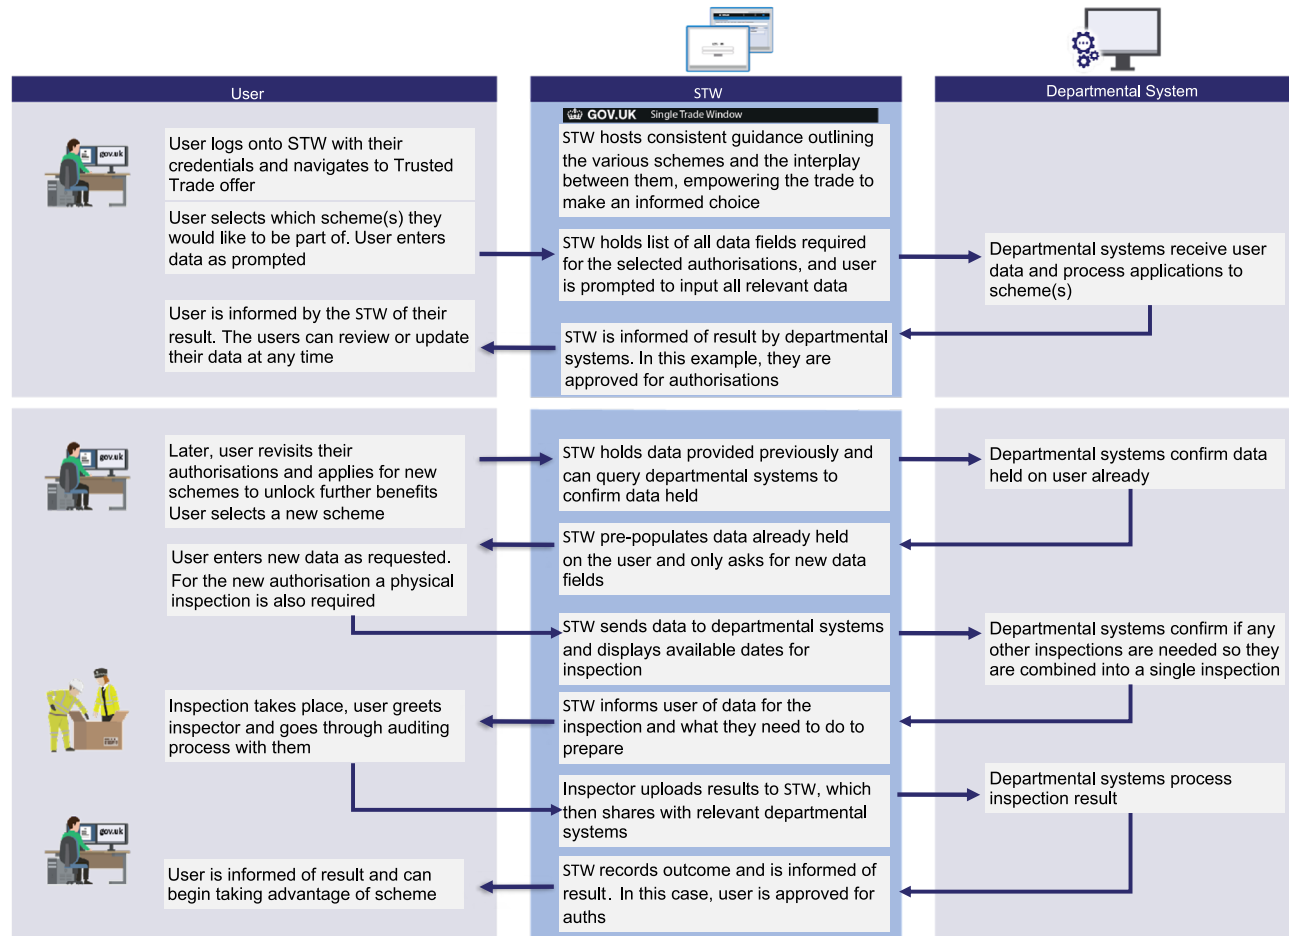 User
STW
Departmental System
GOV.UK Single Trade Window
gov.uk
User logs onto STW with their
credentials and navigates to Trusted
Trade offer
STW hosts consistent guidance outlining
the various schemes and the interplay
between them, empowering the trade to
make an informed choice
User selects which scheme(s) they
would like to be part of. User enters
data as prompted
STW holds list of all data fields required
for the selected authorisations, and user
is prompted to input all relevant data
Departmental systems receive user
data and process applications to
scheme(s)
User is informed by the STW of their
result. The users can review or update
their data at any time
STW is informed of result by departmental
systems. In this example, they are
approved for authorisations
gov.uk
Later, user revisits their
authorisations and applies for new
schemes to unlock further benefits
User selects a new scheme
STW holds data provided previously and
can query departmental systems to
confirm data held
Departmental systems confirm data
held on user already
STW pre-populates data already held
on the user and only asks for new data
fields
User enters new data as requested.
For the new authorisation a physical
inspection is also required
STW sends data to departmental systems
and displays available dates for
inspection
Departmental systems confirm if any
other inspections are needed so they
are combined into a single inspection
Inspection takes place, user greets
inspector and goes through auditing
process with them
STW informs user of data for the
inspection and what they need to do to
prepare
Inspector uploads results to STW, which
then shares with relevant departmental
systems
Departmental systems process
inspection result
gov.uk
User is informed of result and can
begin taking advantage of scheme
STW records outcome and is informed of
result. In this case, user is approved for
auths